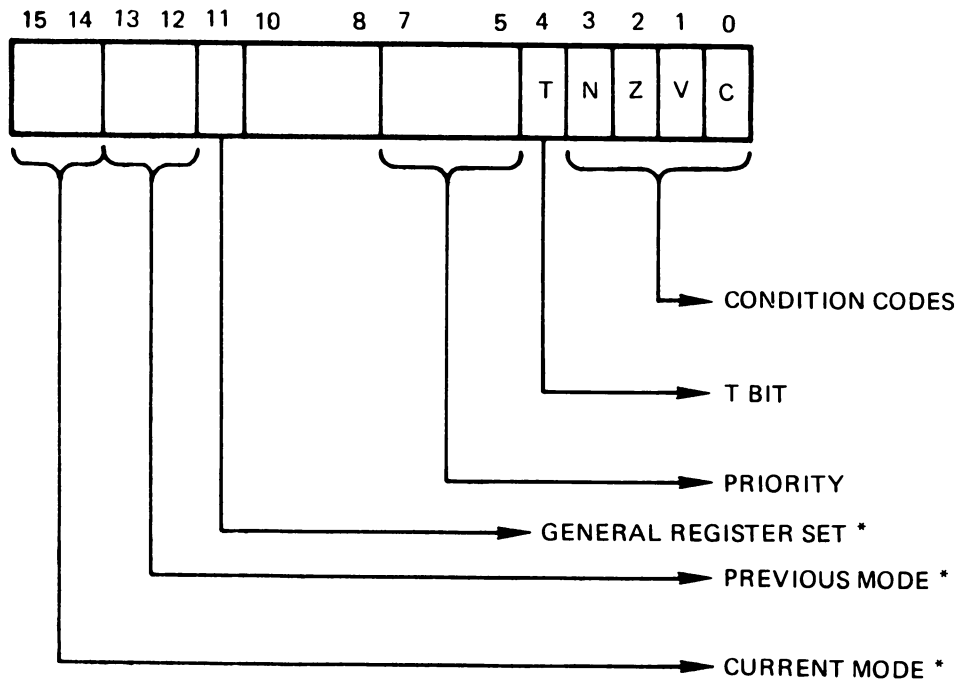 15 14 13 12 11 10 8 7 5 4 3 2 1 0
T N Z V C
CONDITION CODES
T BIT
PRIORITY
GENERAL REGISTER SET *
PREVIOUS MODE *
CURRENT MODE *